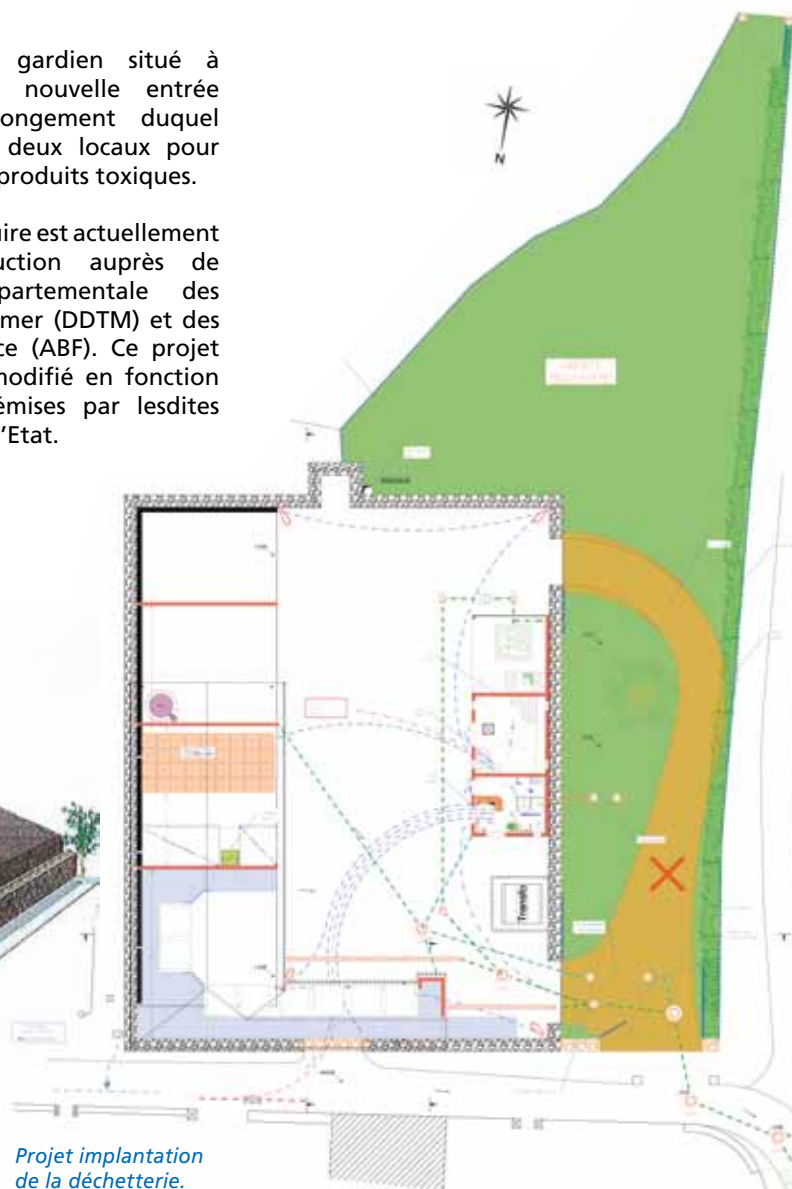 gardien situé à
nouvelle entrée
ongement duquel
deux locaux pour
produits toxiques.
uire est actuellement
uction auprès de
partementale des
mer (DDTM) et des
ce (ABF). Ce projet
modifié en fonction
émises par lesdites
'Etat.
N
Transfo
Projet implantation
de la déchetterie.